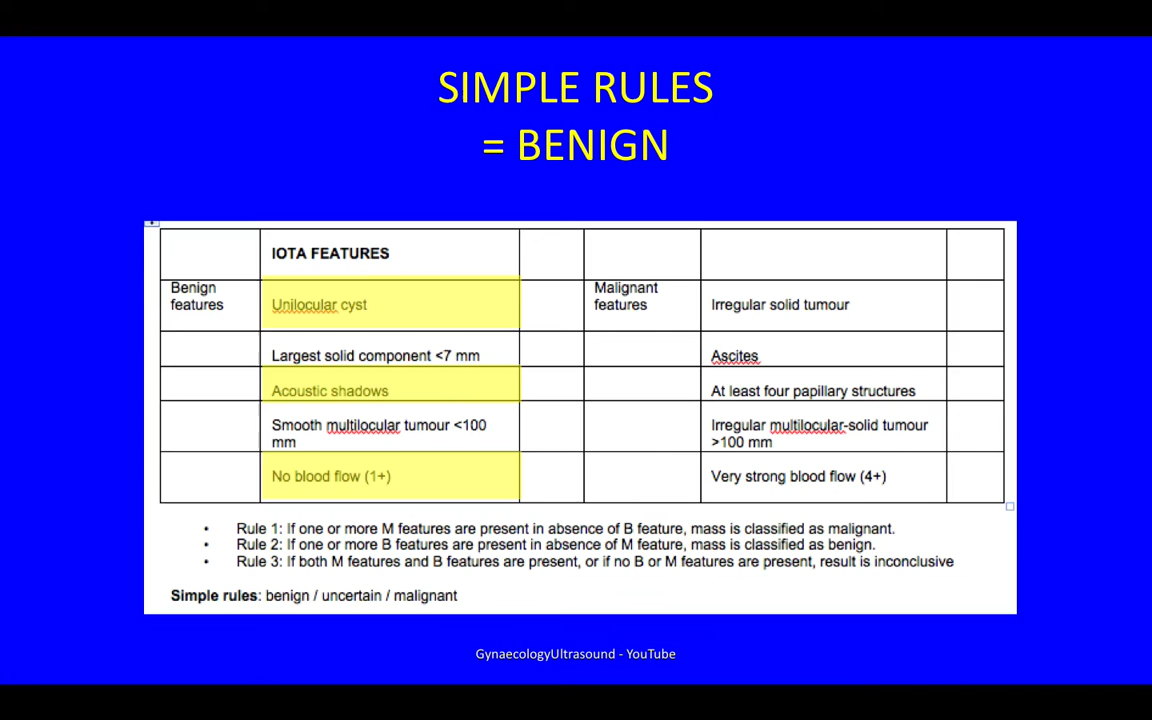 SIMPLE RULES
= BENIGN
IOTA FEATURES
Benign features
Unilocular cyst
Malignant features
Irregular solid tumour
Largest solid component <7 mm
Ascites
Acoustic shadows
At least four papillary structures
Smooth multilocular tumour <100 mm
Irregular multilocular-solid tumour >100 mm
No blood flow (1+)
Very strong blood flow (4+)
• Rule 1: If one or more M features are present in absence of B feature, mass is classified as malignant.
• Rule 2: If one or more B features are present in absence of M feature, mass is classified as benign.
• Rule 3: If both M features and B features are present, or if no B or M features are present, result is inconclusive
Simple rules: benign / uncertain / malignant
GynaecologyUltrasound - YouTube